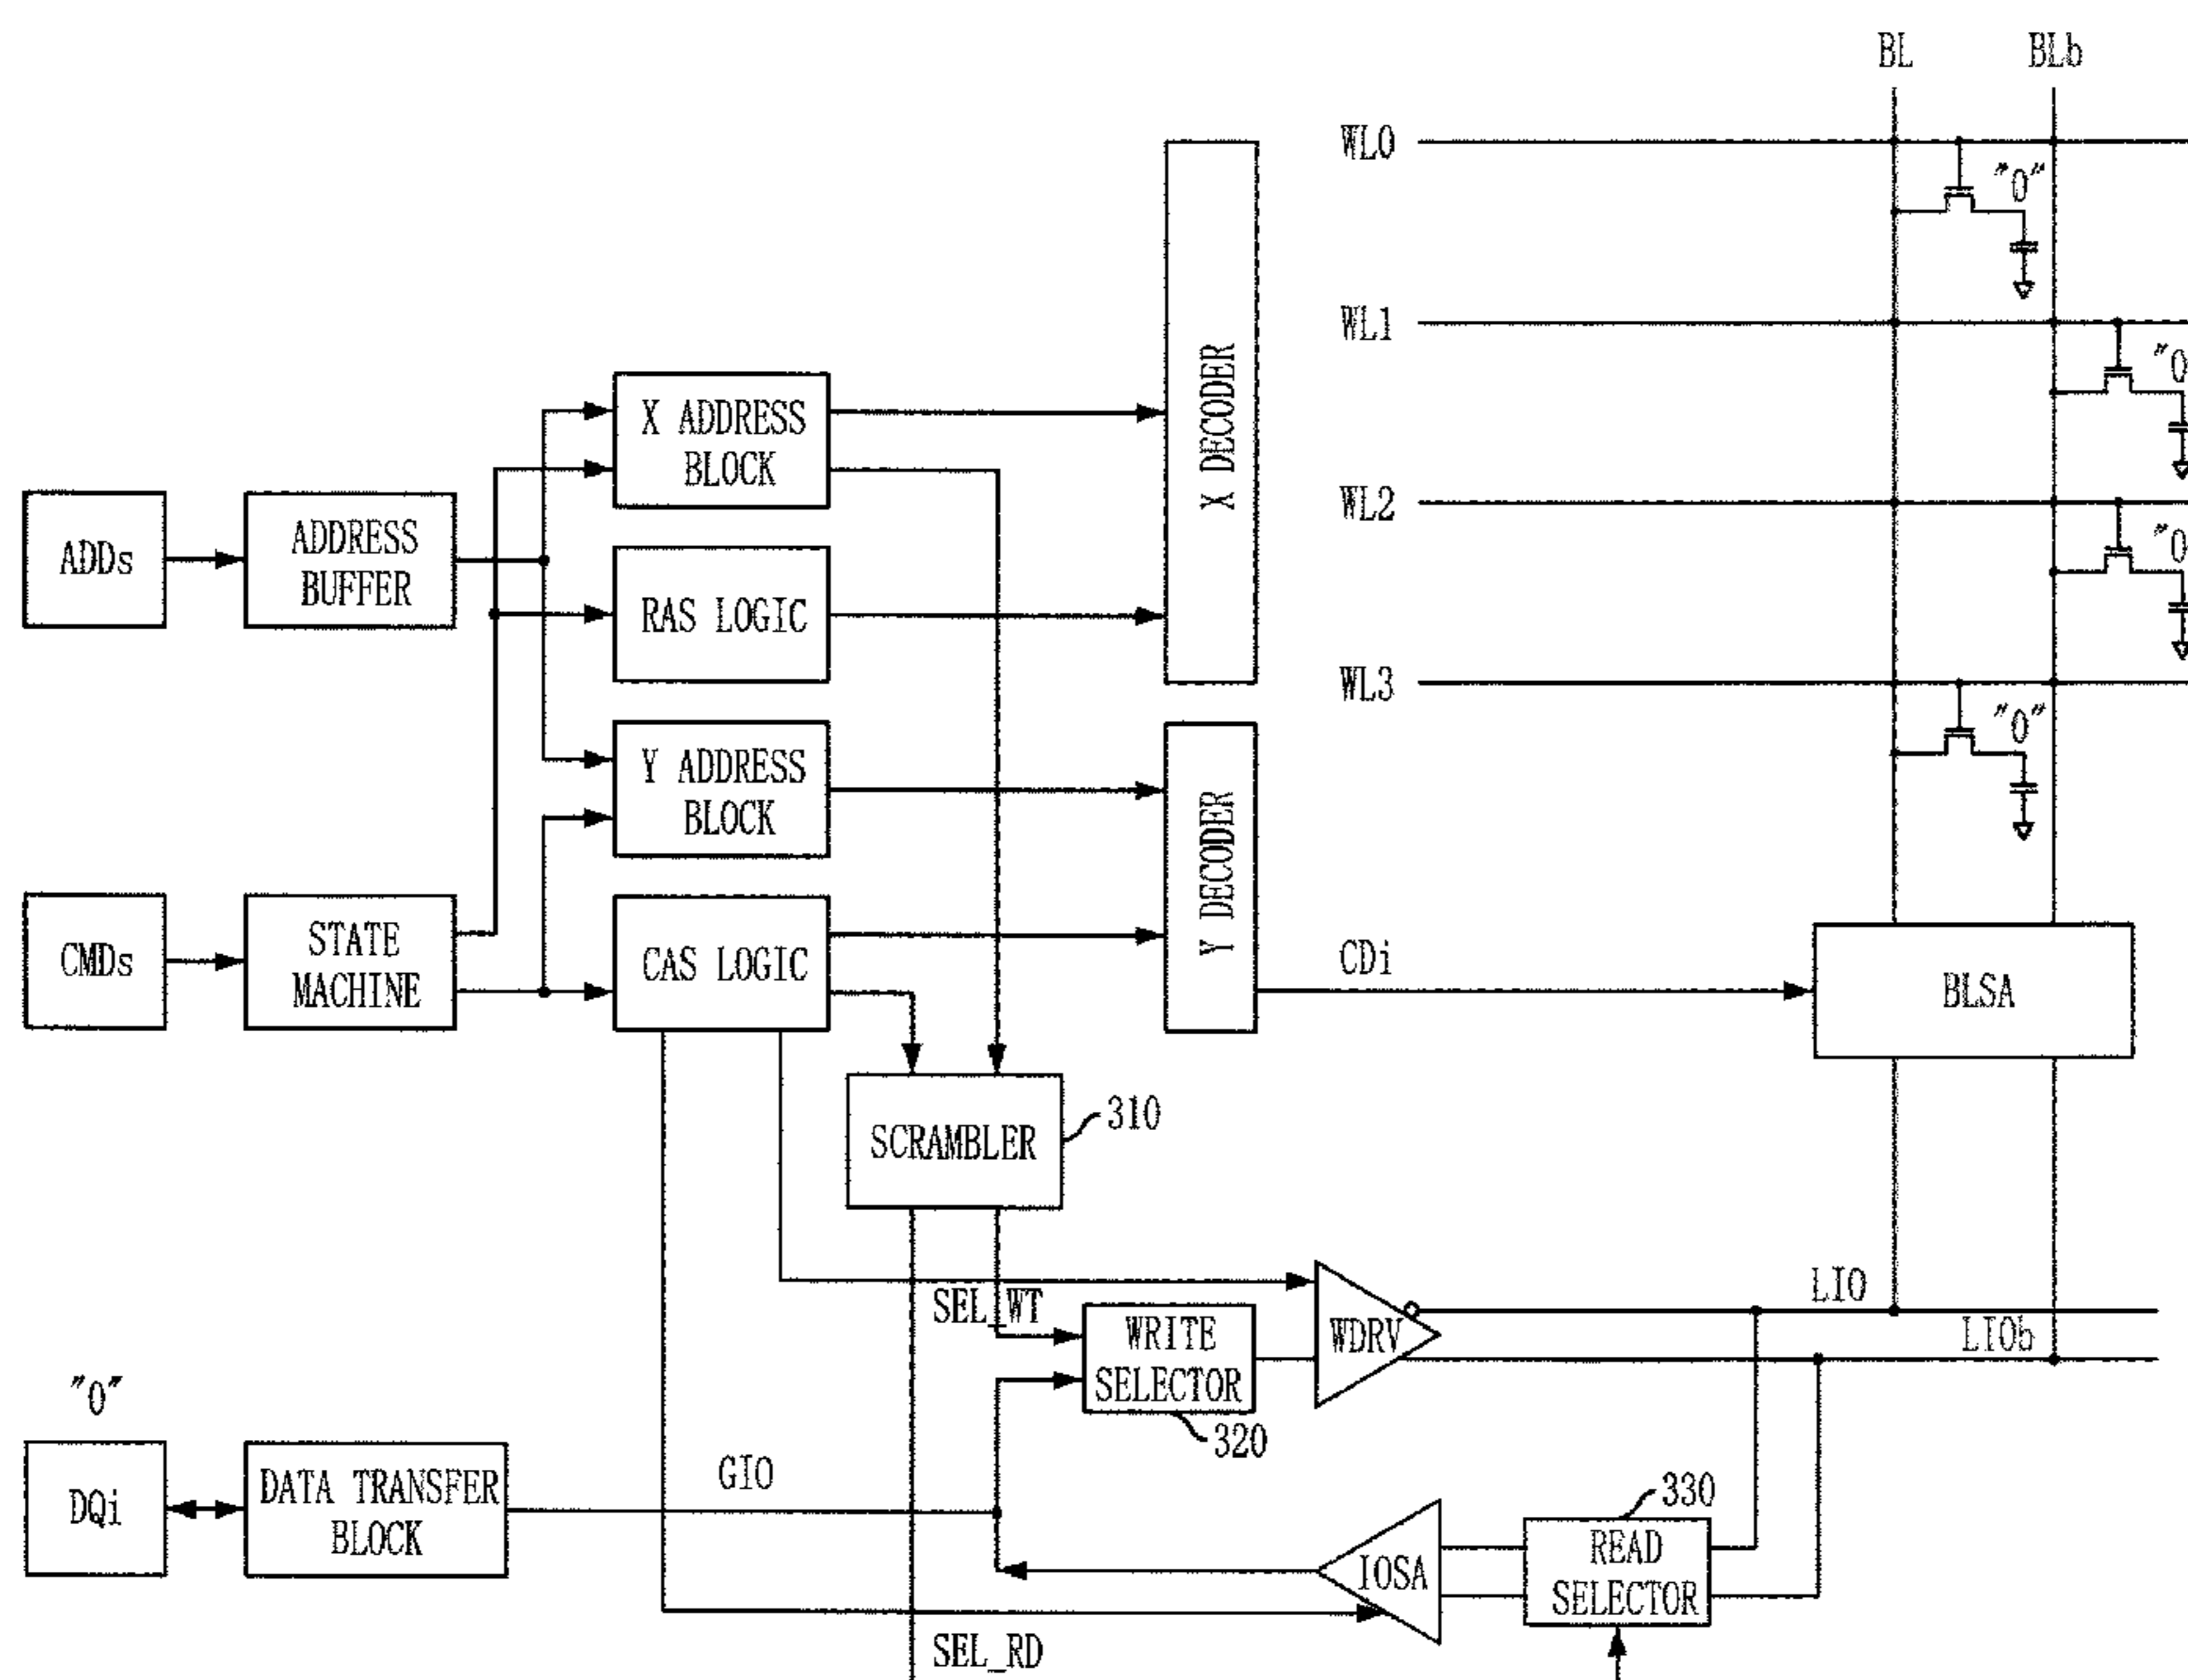 BL
BLb
WL0
"0"
WL1
"0
X ADDRESS
BLOCK
X DECODER
WL2
"0
ADDs
ADDRESS
BUFFER
RAS LOGIC
WL3
"0"
Y ADDRESS
BLOCK
Y DECODER
CMDs
STATE
MACHINE
CAS LOGIC
CDi
BLSA
SCRAMBLER
310
SEL_WT
WRITE
SELECTOR
320
WDRV
LIO
LIOb
"0"
DQi
DATA TRANSFER
BLOCK
GIO
IOSA
330
READ
SELECTOR
SEL_RD